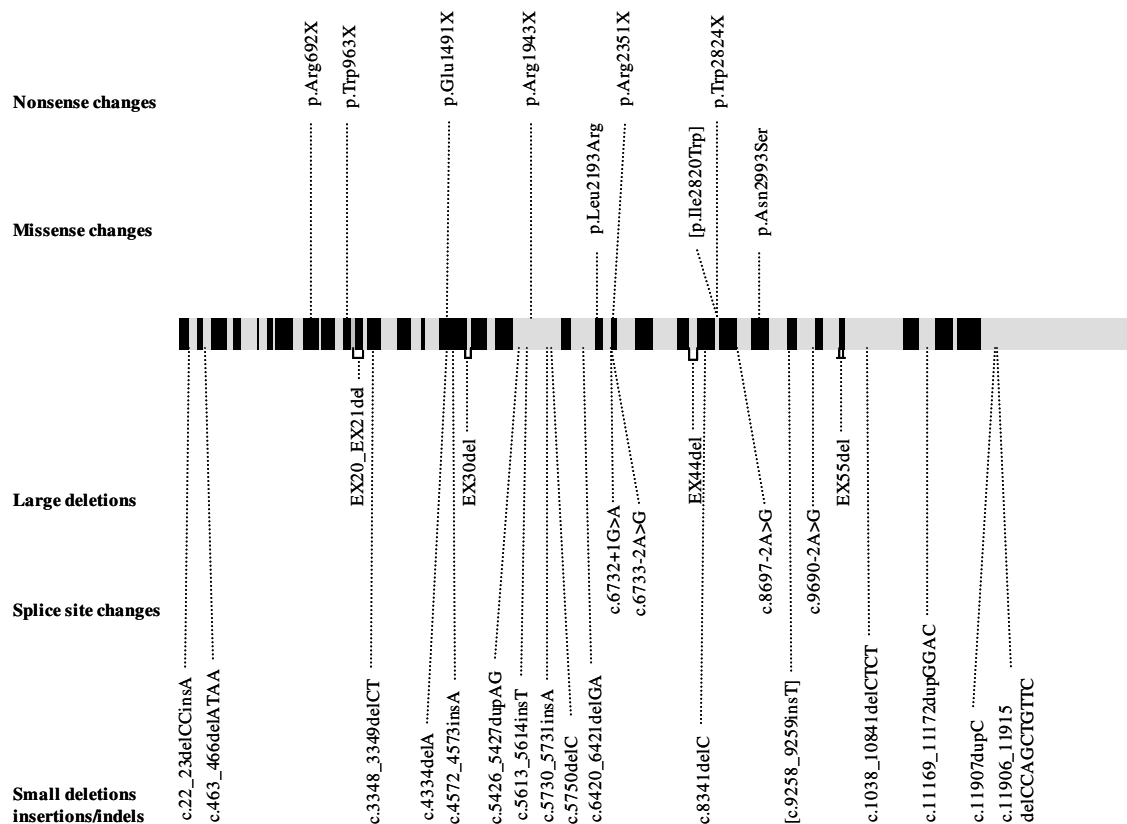 Nonsense changes
p.Arg692X
p.Trp963X
p.Glu1491X
p.Arg1943X
p.Arg2351X
p.Trp2824X
Missense changes
p.Leu2193Arg
[p.Ile2820Trp]
p.Asn2993Ser
Large deletions
EX20_EX21del
EX30del
EX44del
EX55del
Splice site changes
c.6732+1G>A
c.6733-2A>G
c.8697-2A>G
c.9690-2A>G
Small deletions
insertions/indels
c.22_23delCCinsA
c.463_466delATAA
c.3348_3349delCT
c.4334delA
c.4572_4573insA
c.5426_5427dupAG
c.5613_5614insT
c.5730_5731insA
c.5750delC
c.6420_6421delGA
c.8341delC
[c.9258_9259insT]
c.1038_10841delCTCT
c.11169_11172dupGGAC
c.11907dupC
c.11906_11915
delCCAGCTGTTC